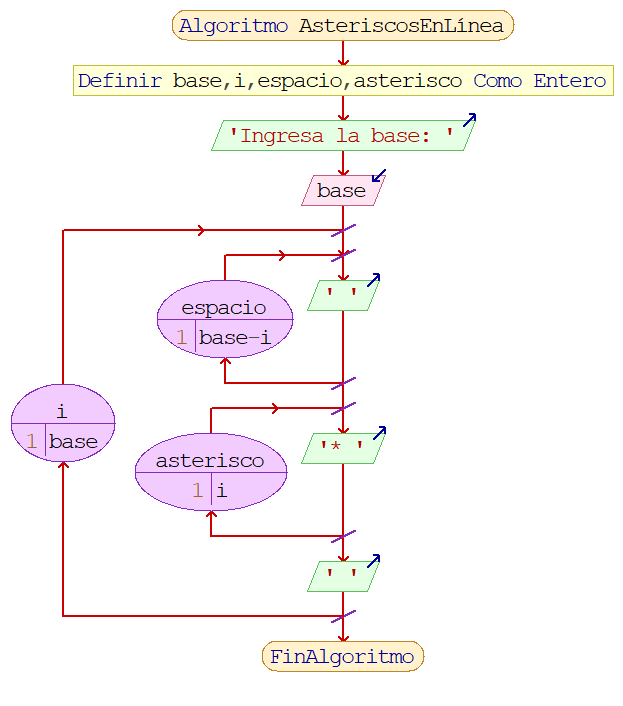 Algoritmo AsteriscosEnLinea
Definir base,i,espacio,asterisco Como Entero
'Ingresa la base: '
base
' '
espacio
1 base-i
i
1 base
'* '
asterisco
1 i
' '
FinAlgoritmo